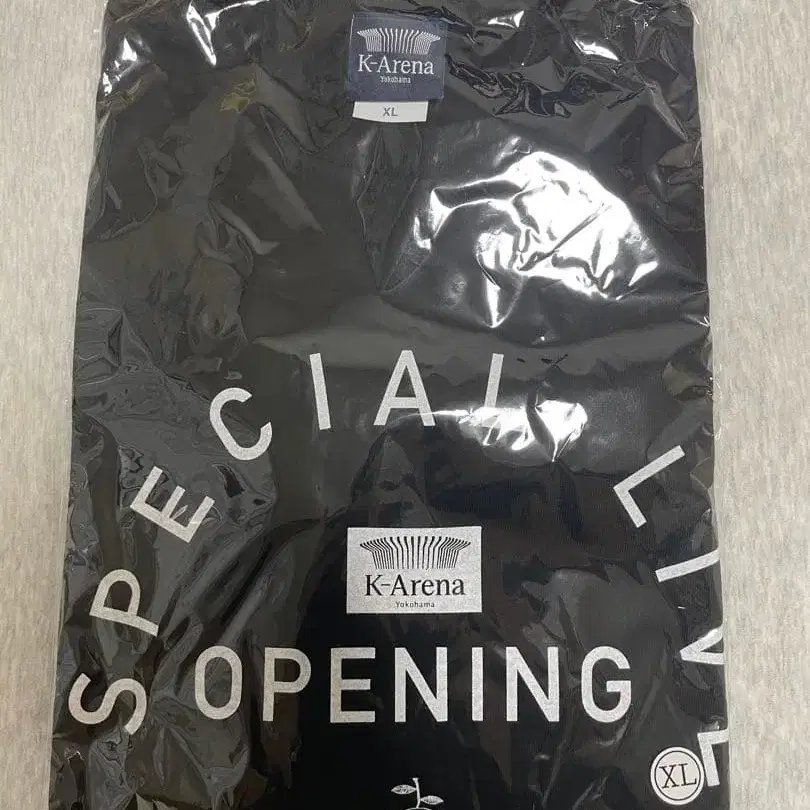 K-Arena
Yokohama
XL
SPECIAL LIVE
K-Arena
Yokohama
OPENING
XL